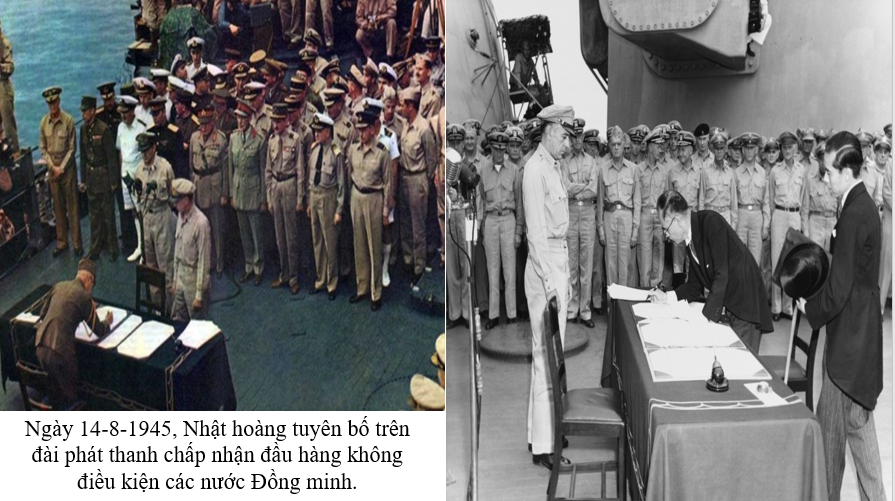 Ngày 14-8-1945, Nhật hoàng tuyên bố trên
đài phát thanh chấp nhận đầu hàng không
điều kiện các nước Đồng minh.